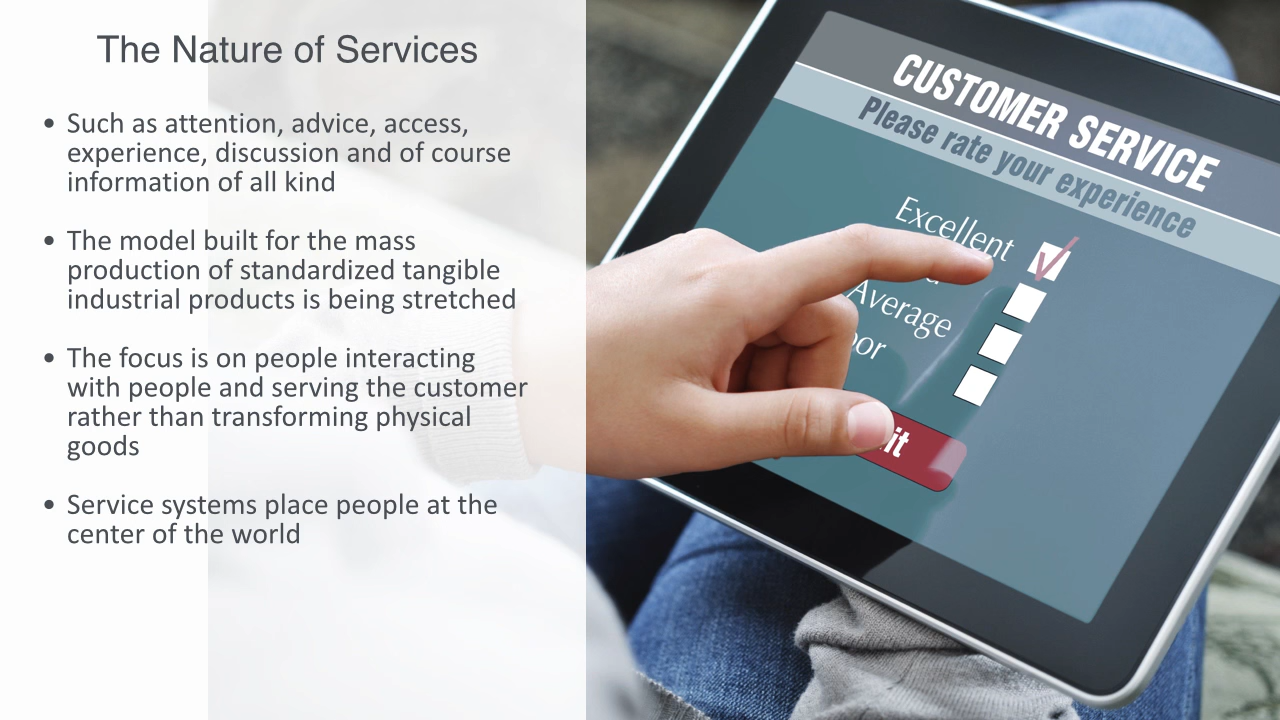 The Nature of Services
• Such as attention, advice, access,
experience, discussion and of course
information of all kind
• The model built for the mass
production of standardized tangible
industrial products is being stretched
• The focus is on people interacting
with people and serving the customer
rather than transforming physical
goods
• Service systems place people at the
center of the world
CUSTOMER SERVICE
Please rate your experience
Excellent
Average